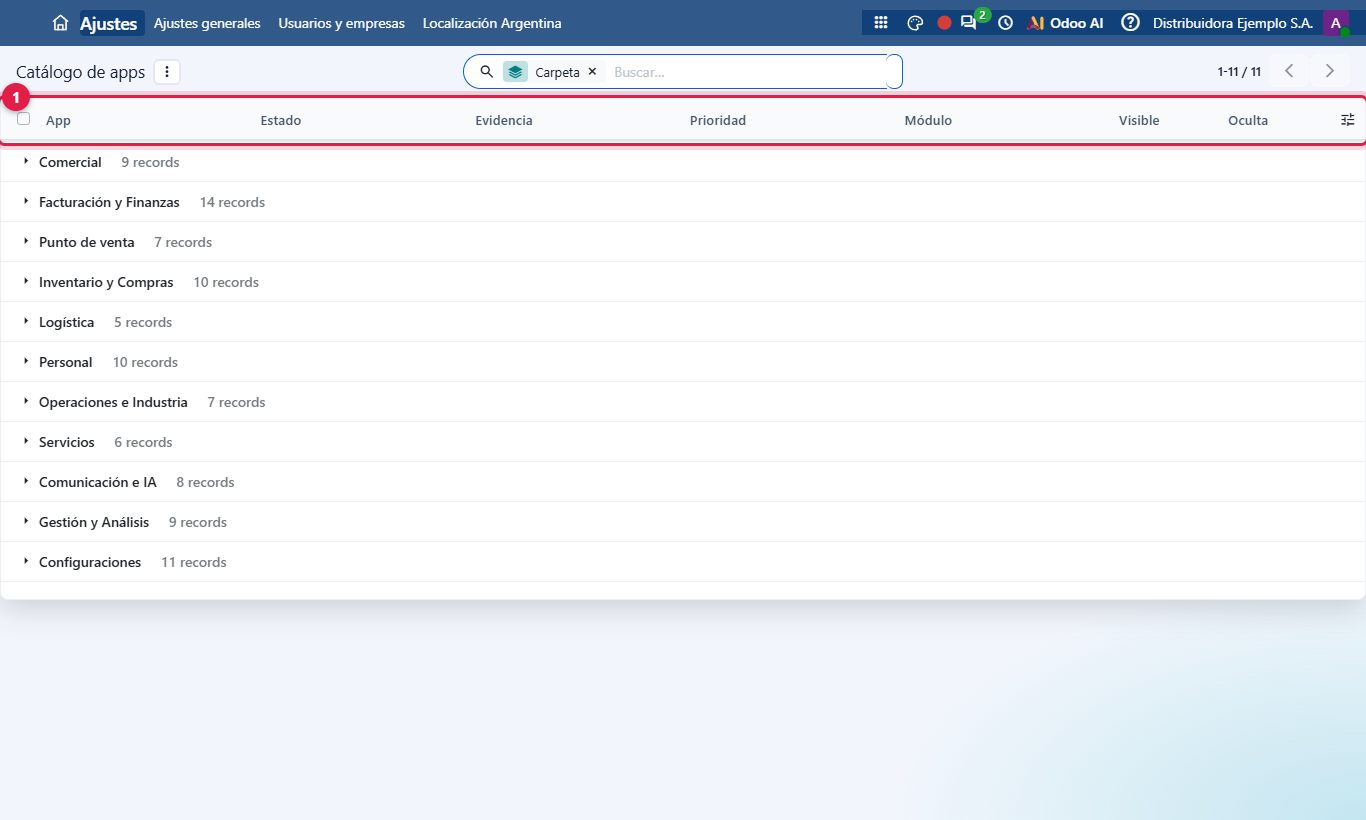 Ajustes Ajustes generales Usuarios y empresas Localización Argentina 2 Odoo AI Distribuidora Ejemplo S.A. A
Catálogo de apps Carpeta Buscar... 1-11 / 11
1
App Estado Evidencia Prioridad Módulo Visible Oculta
Comercial 9 records
Facturación y Finanzas 14 records
Punto de venta 7 records
Inventario y Compras 10 records
Logística 5 records
Personal 10 records
Operaciones e Industria 7 records
Servicios 6 records
Comunicación e IA 8 records
Gestión y Análisis 9 records
Configuraciones 11 records